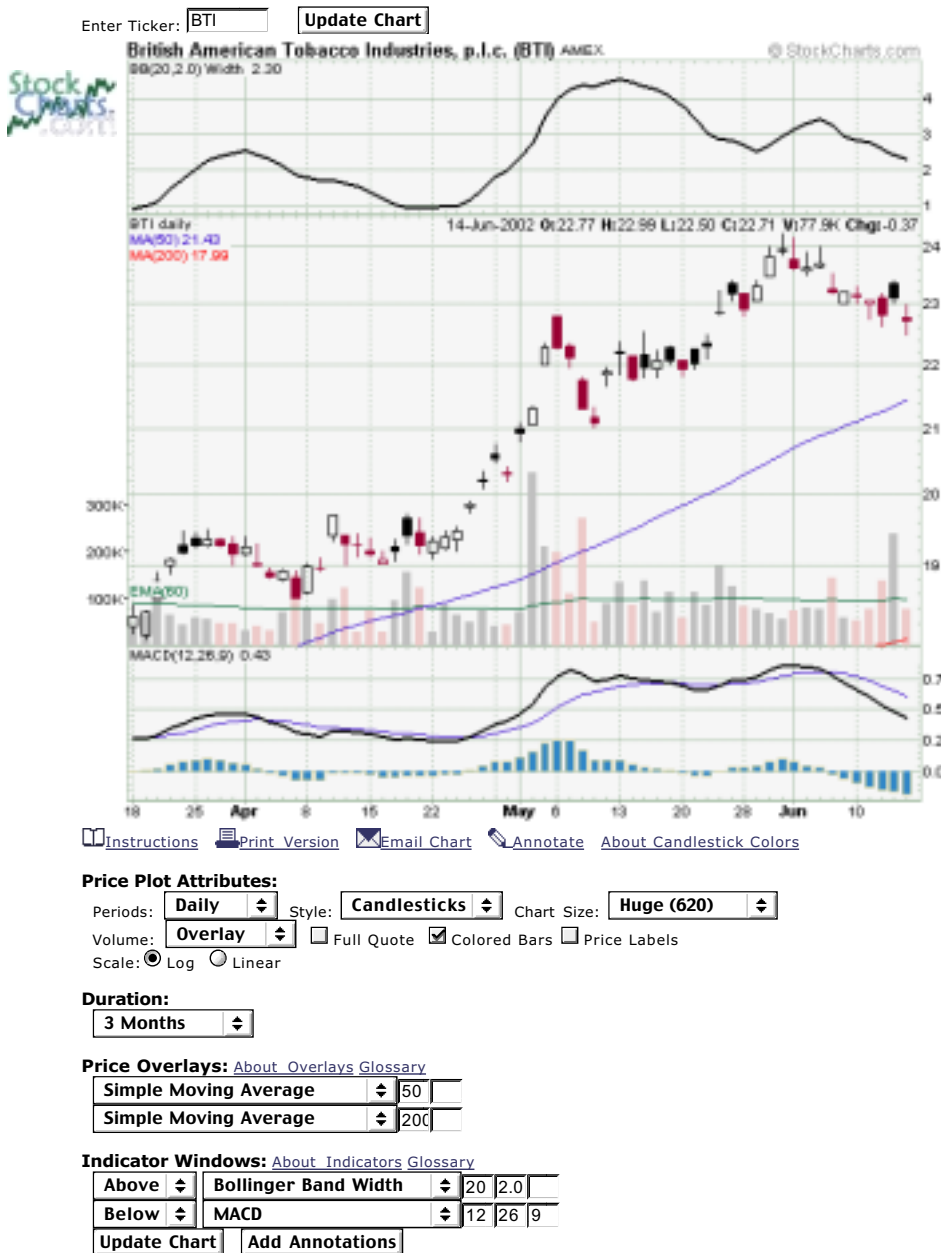 Enter Ticker: BTI Update Chart
British American Tobacco Industries, p.l.c. (BTI) AMEX © StockCharts.com
BB(20,2.0) Width 2.30
Stock
Charts
.com
4
3
2
1
BTI daily 14-Jun-2002 O:22.77 H:22.99 L:22.50 C:22.71 V:77.9K Chg:-0.37
MA(50) 21.43
MA(200) 17.99
24
23
22
21
20
300K
200K
19
EMA(60)
100K
MACD(12,26,9) 0.43
0.7
0.5
0.2
0.0
18 25 Apr 8 15 22 May 6 13 20 28 Jun 10
Instructions Print Version Email Chart Annotate About Candlestick Colors
Price Plot Attributes:
Periods: Daily Style: Candlesticks Chart Size: Huge (620)
Volume: Overlay Full Quote Colored Bars Price Labels
Scale: Log Linear
Duration:
3 Months
Price Overlays: About Overlays Glossary
Simple Moving Average 50
Simple Moving Average 200
Indicator Windows: About Indicators Glossary
Above Bollinger Band Width 20 2.0
Below MACD 12 26 9
Update Chart Add Annotations